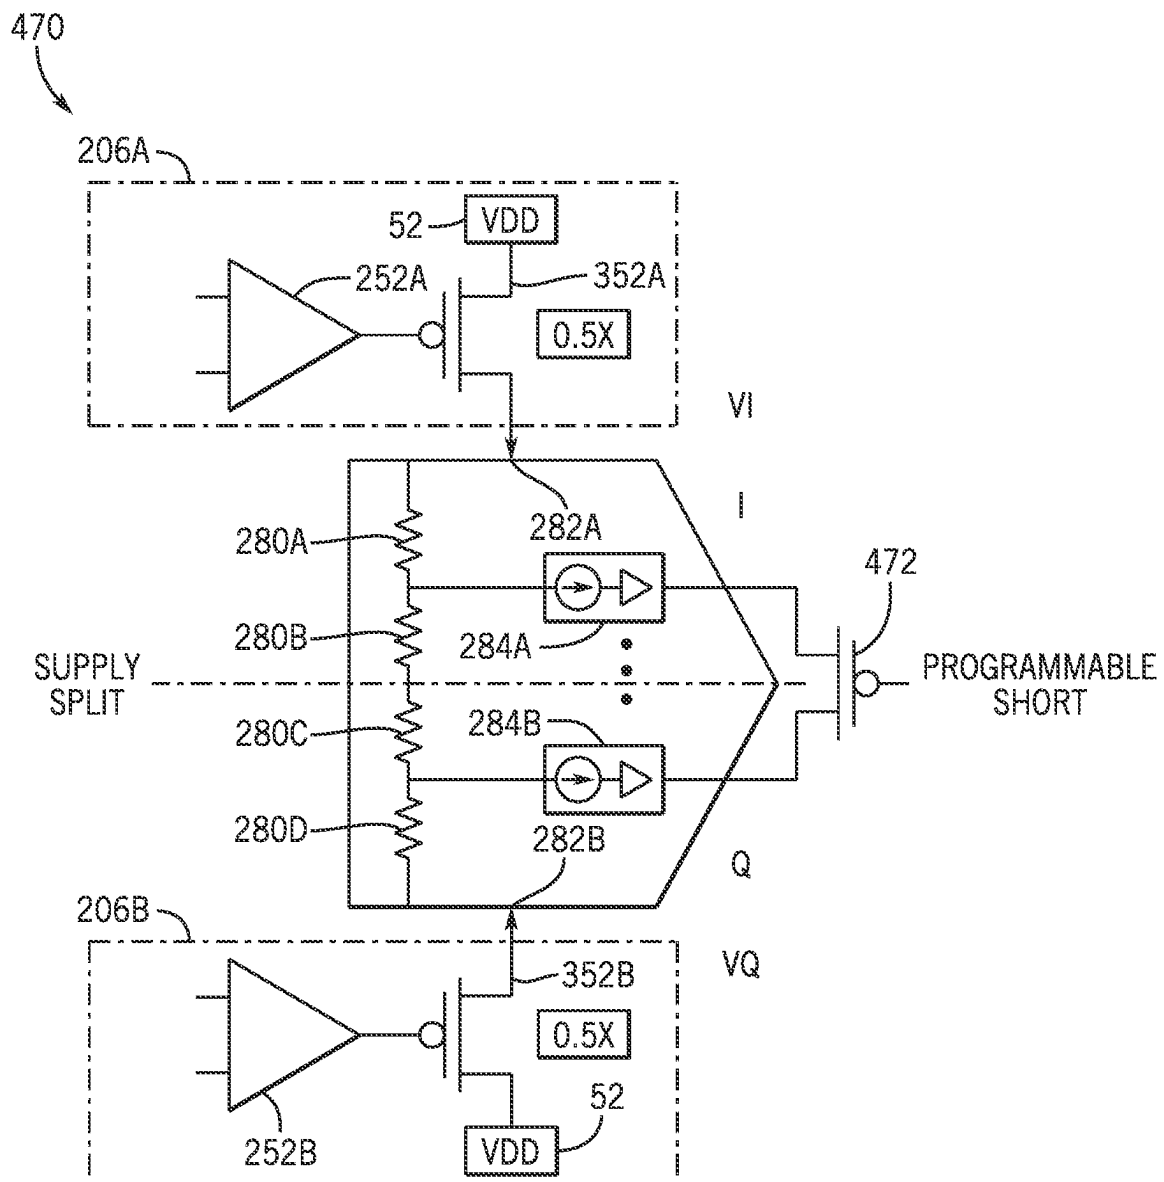 470
206A
52
VDD
252A
352A
0.5X
VI
I
282A
280A
472
284A
280B
SUPPLY
SPLIT
PROGRAMMABLE
SHORT
284B
280C
280D
282B
Q
206B
VQ
352B
0.5X
52
252B
VDD